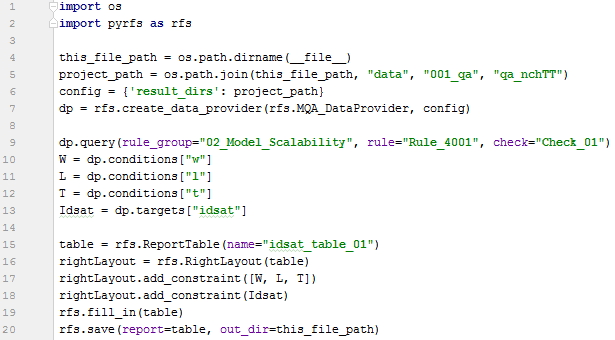 1 import os
2 import pyrfs as rfs
3
4 this_file_path = os.path.dirname(__file__)
5 project_path = os.path.join(this_file_path, "data", "001_qa", "qa_nchTT")
6 config = {'result_dirs': project_path}
7 dp = rfs.create_data_provider(rfs.MQA_DataProvider, config)
8
9 dp.query(rule_group="02_Model_Scalability", rule="Rule_4001", check="Check_01")
10 W = dp.conditions["w"]
11 L = dp.conditions["l"]
12 T = dp.conditions["t"]
13 Idsat = dp.targets["idsat"]
14
15 table = rfs.ReportTable(name="idsat_table_01")
16 rightLayout = rfs.RightLayout(table)
17 rightLayout.add_constraint([W, L, T])
18 rightLayout.add_constraint(Idsat)
19 rfs.fill_in(table)
20 rfs.save(report=table, out_dir=this_file_path)